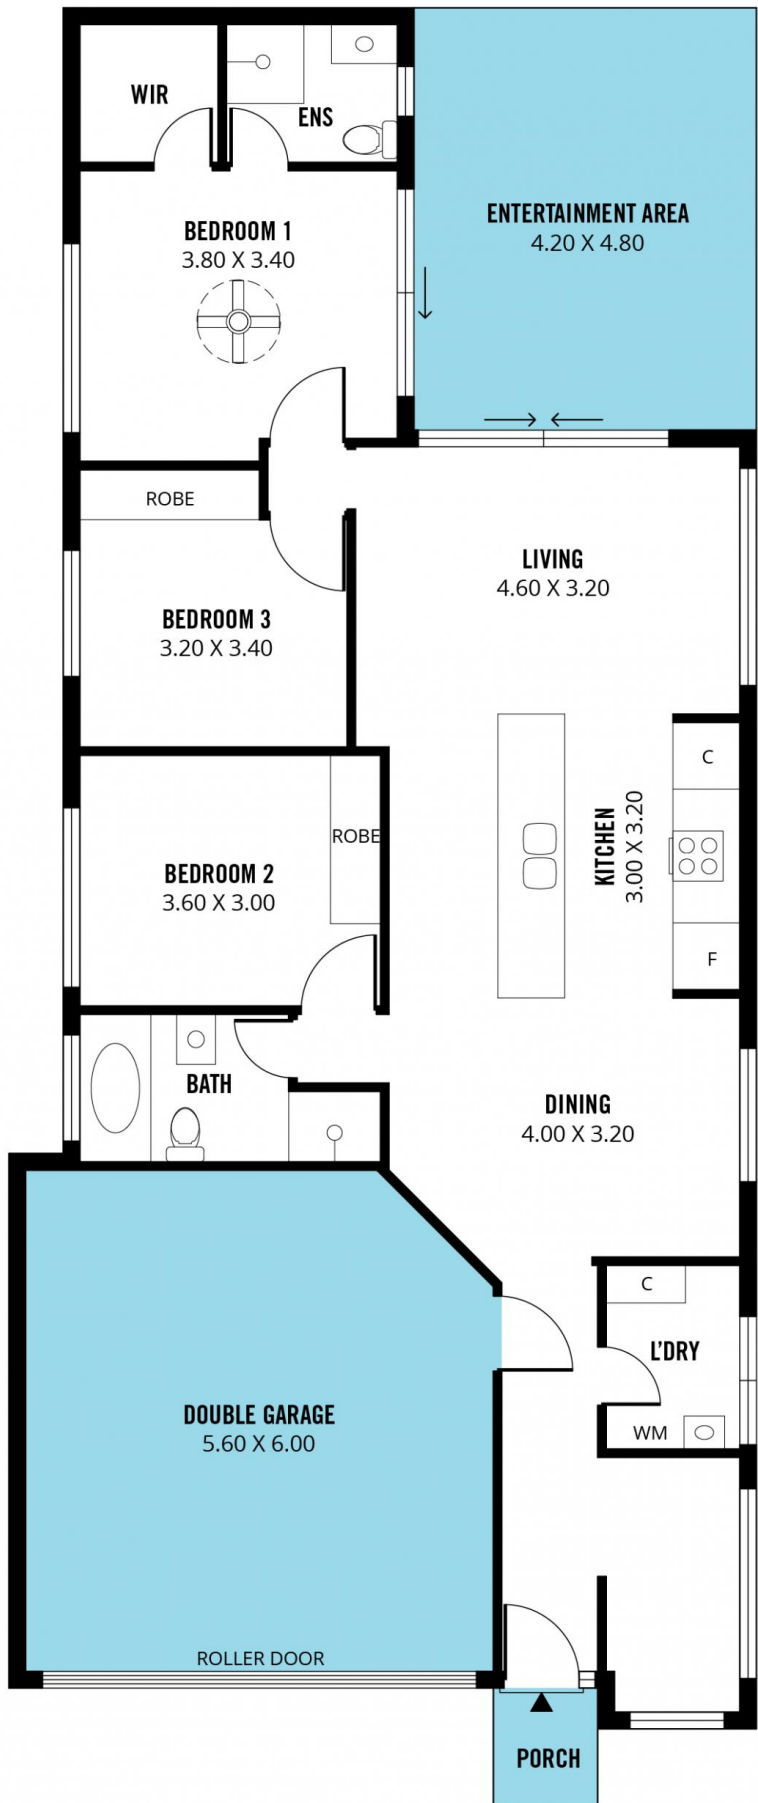 WIR
ENS
BEDROOM 1
3.80 X 3.40
ENTERTAINMENT AREA
4.20 X 4.80
ROBE
LIVING
4.60 X 3.20
BEDROOM 3
3.20 X 3.40
C
ROBE
KITCHEN
3.00 X 3.20
BEDROOM 2
3.60 X 3.00
F
BATH
DINING
4.00 X 3.20
C
L'DRY
DOUBLE GARAGE
5.60 X 6.00
WM
ROLLER DOOR
PORCH